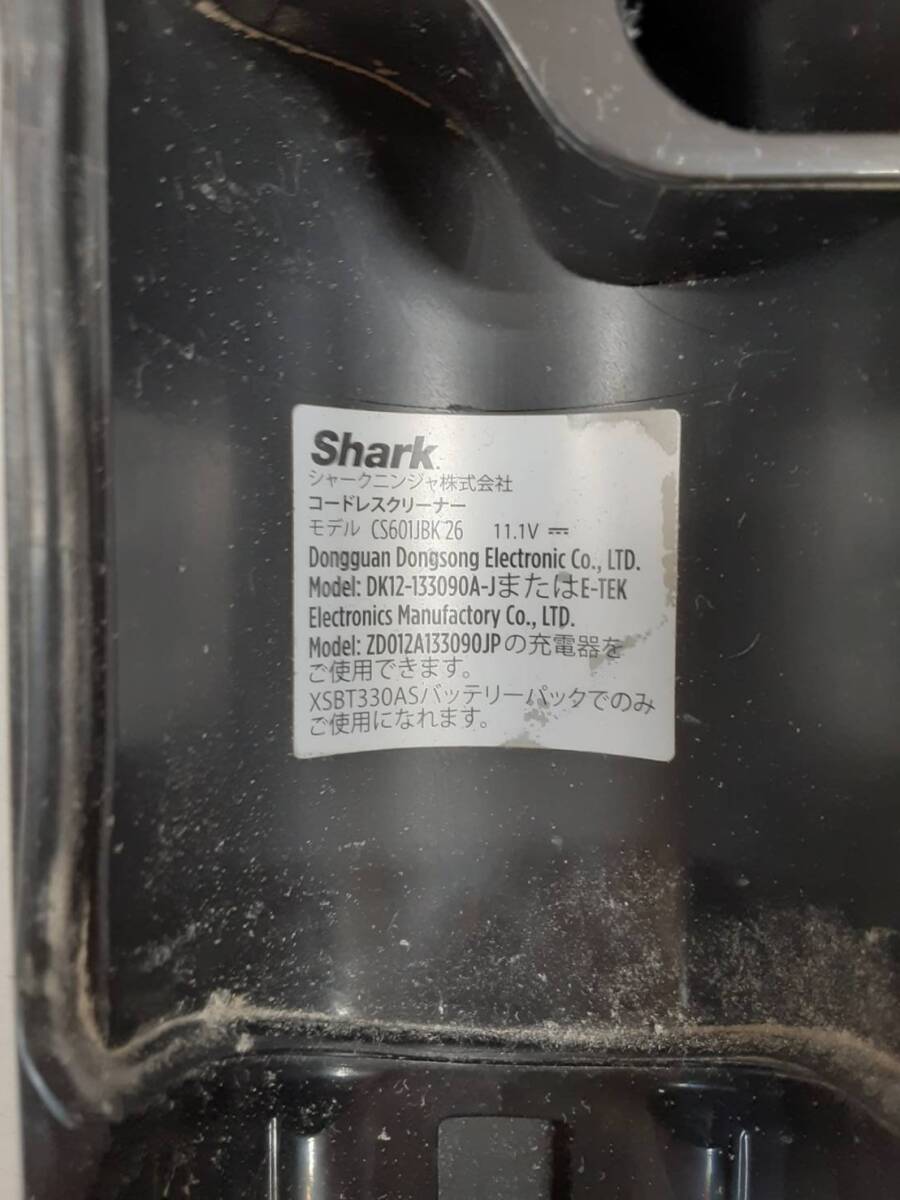 Shark
シャークニンジャ株式会社
コードレスクリーナー
モデル CS601JBK 26 11.1V ⎓
Dongguan Dongsong Electronic Co., LTD.
Model: DK12-133090A-JまたはE-TEK
Electronics Manufactory Co., LTD.
Model: ZD012A133090JPの充電器を
ご使用できます。
XSBT330ASバッテリーパックでのみ
ご使用になれます。